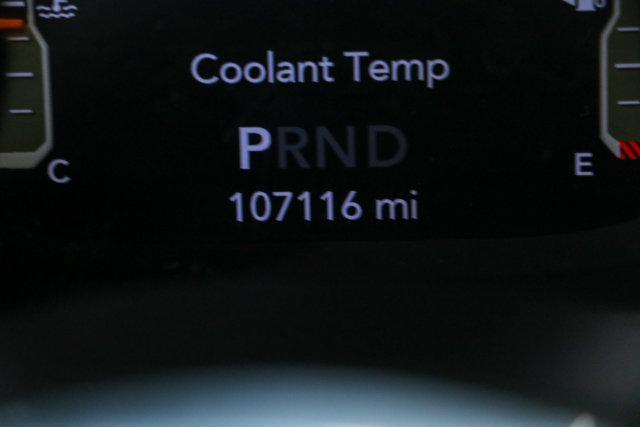 Coolant Temp
PRND
C
E
107116 mi